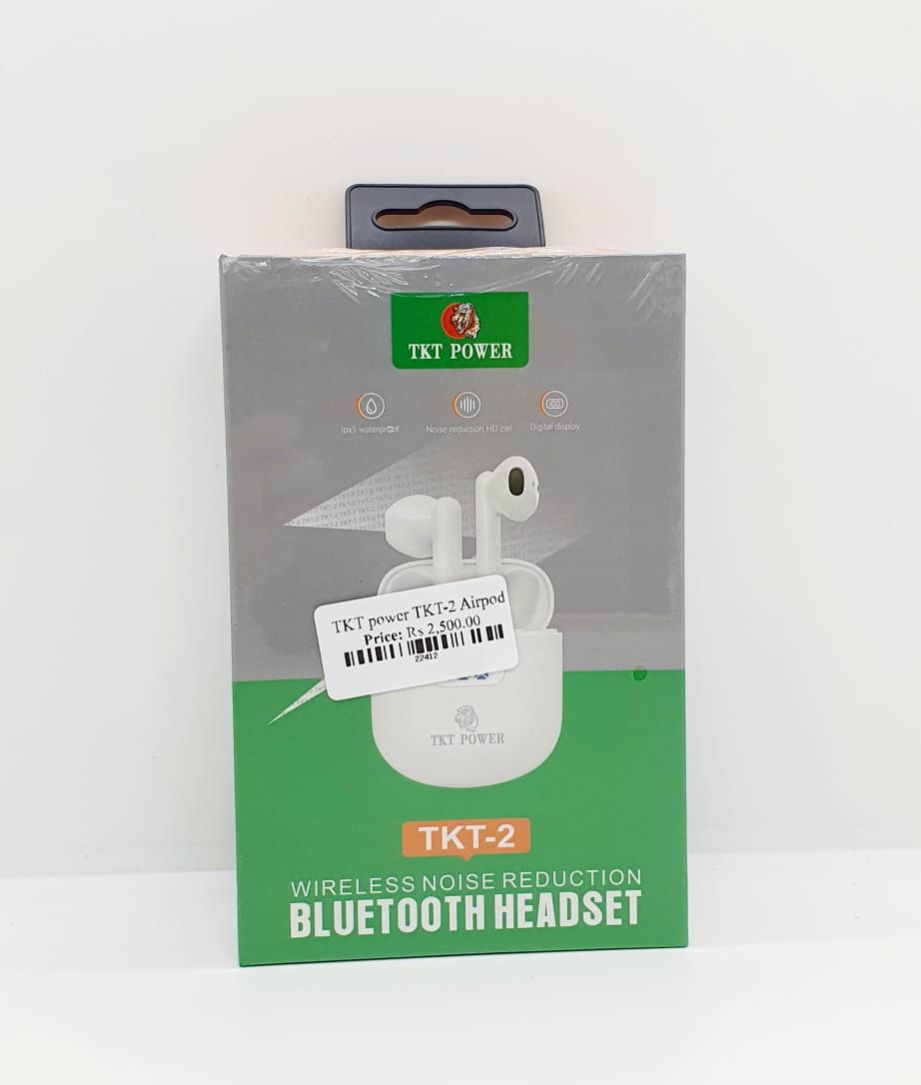 TKT POWER
Ipx5 waterproof
Noise reduction HD call
Digital display
TKT power TKT-2 Airpod
Price: Rs 2,500.00
22412
TKT POWER
TKT-2
WIRELESS NOISE REDUCTION
BLUETOOTH HEADSET